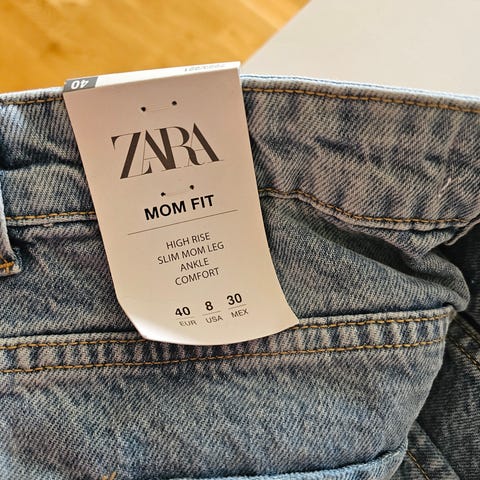 40
ZARA
MOM FIT
HIGH RISE
SLIM MOM LEG
ANKLE
COMFORT
40 8 30
EUR USA MEX